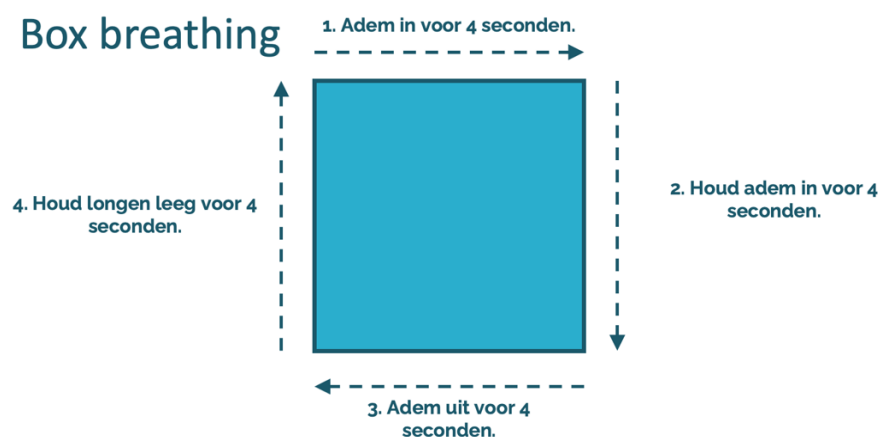 Box breathing
1. Adem in voor 4 seconden.
2. Houd adem in voor 4
seconden.
3. Adem uit voor 4
seconden.
4. Houd longen leeg voor 4
seconden.